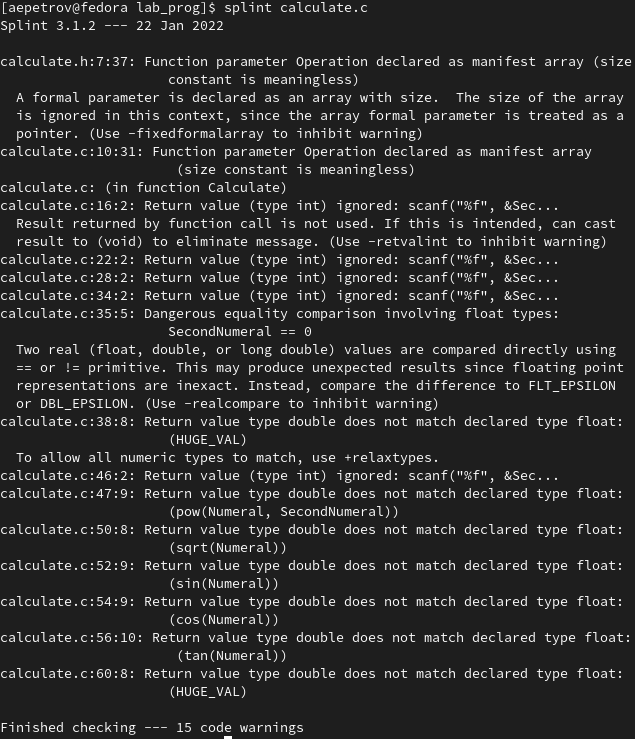 [aepetrov@fedora lab_prog]$ splint calculate.c
Splint 3.1.2 --- 22 Jan 2022

calculate.h:7:37: Function parameter Operation declared as manifest array (size
                     constant is meaningless)
  A formal parameter is declared as an array with size.  The size of the array
  is ignored in this context, since the array formal parameter is treated as a
  pointer. (Use -fixedformalarray to inhibit warning)
calculate.c:10:31: Function parameter Operation declared as manifest array
                      (size constant is meaningless)
calculate.c: (in function Calculate)
calculate.c:16:2: Return value (type int) ignored: scanf("%f", &Sec...
  Result returned by function call is not used. If this is intended, can cast
  result to (void) to eliminate message. (Use -retvalint to inhibit warning)
calculate.c:22:2: Return value (type int) ignored: scanf("%f", &Sec...
calculate.c:28:2: Return value (type int) ignored: scanf("%f", &Sec...
calculate.c:34:2: Return value (type int) ignored: scanf("%f", &Sec...
calculate.c:35:5: Dangerous equality comparison involving float types:
                     SecondNumeral == 0
  Two real (float, double, or long double) values are compared directly using
  == or != primitive. This may produce unexpected results since floating point
  representations are inexact. Instead, compare the difference to FLT_EPSILON
  or DBL_EPSILON. (Use -realcompare to inhibit warning)
calculate.c:38:8: Return value type double does not match declared type float:
                     (HUGE_VAL)
  To allow all numeric types to match, use +relaxtypes.
calculate.c:46:2: Return value (type int) ignored: scanf("%f", &Sec...
calculate.c:47:9: Return value type double does not match declared type float:
                     (pow(Numeral, SecondNumeral))
calculate.c:50:8: Return value type double does not match declared type float:
                     (sqrt(Numeral))
calculate.c:52:9: Return value type double does not match declared type float:
                     (sin(Numeral))
calculate.c:54:9: Return value type double does not match declared type float:
                     (cos(Numeral))
calculate.c:56:10: Return value type double does not match declared type float:
                      (tan(Numeral))
calculate.c:60:8: Return value type double does not match declared type float:
                     (HUGE_VAL)

Finished checking --- 15 code warnings